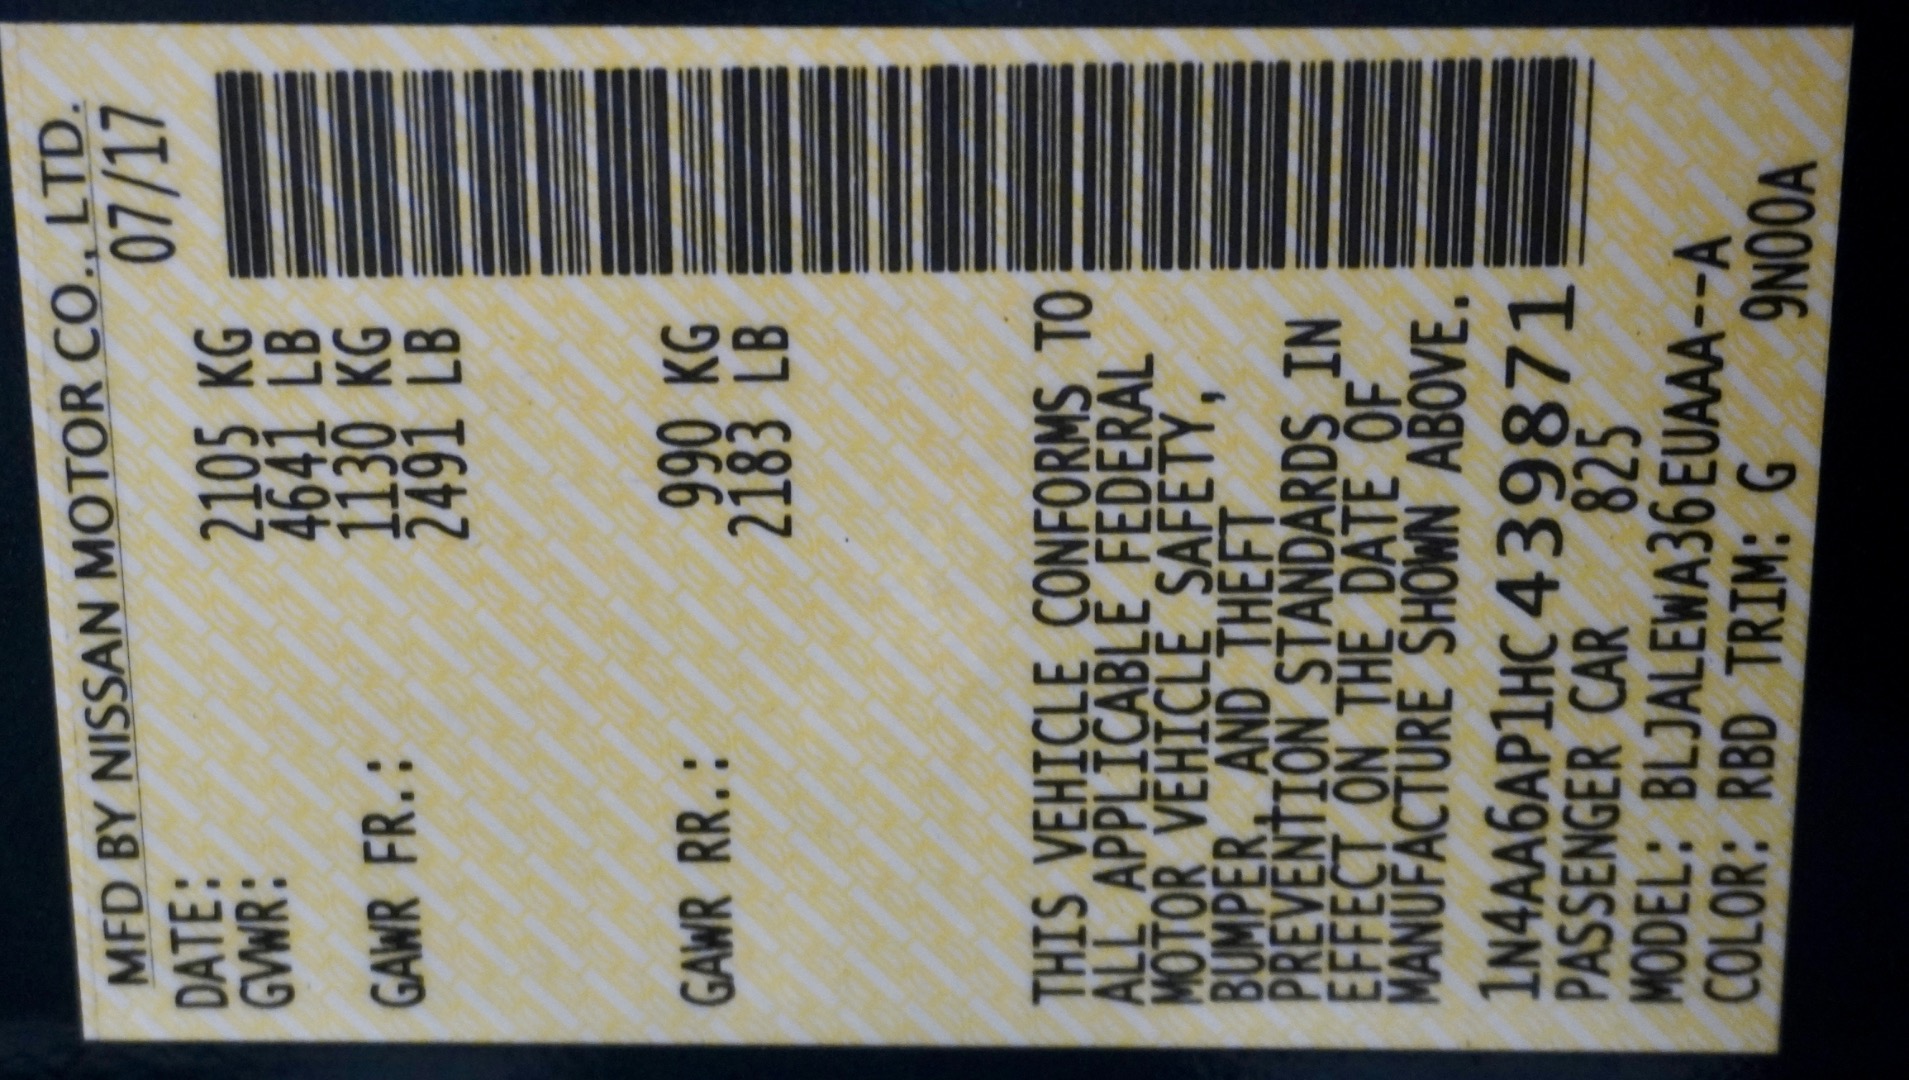 MFD BY NISSAN MOTOR CO., LTD.
DATE: 07/17
GVWR: 2105 KG
4641 LB
GAWR FR.: 1130 KG
2491 LB
GAWR RR.: 990 KG
2183 LB
THIS VEHICLE CONFORMS TO
ALL APPLICABLE FEDERAL
MOTOR VEHICLE SAFETY,
BUMPER, AND THEFT
PREVENTION STANDARDS IN
EFFECT ON THE DATE OF
MANUFACTURE SHOWN ABOVE.
1N4AA6AP1HC439871
PASSENGER CAR 825
MODEL: BLJALEWA36EUAAA--A
COLOR: RBD TRIM: G 9N00A